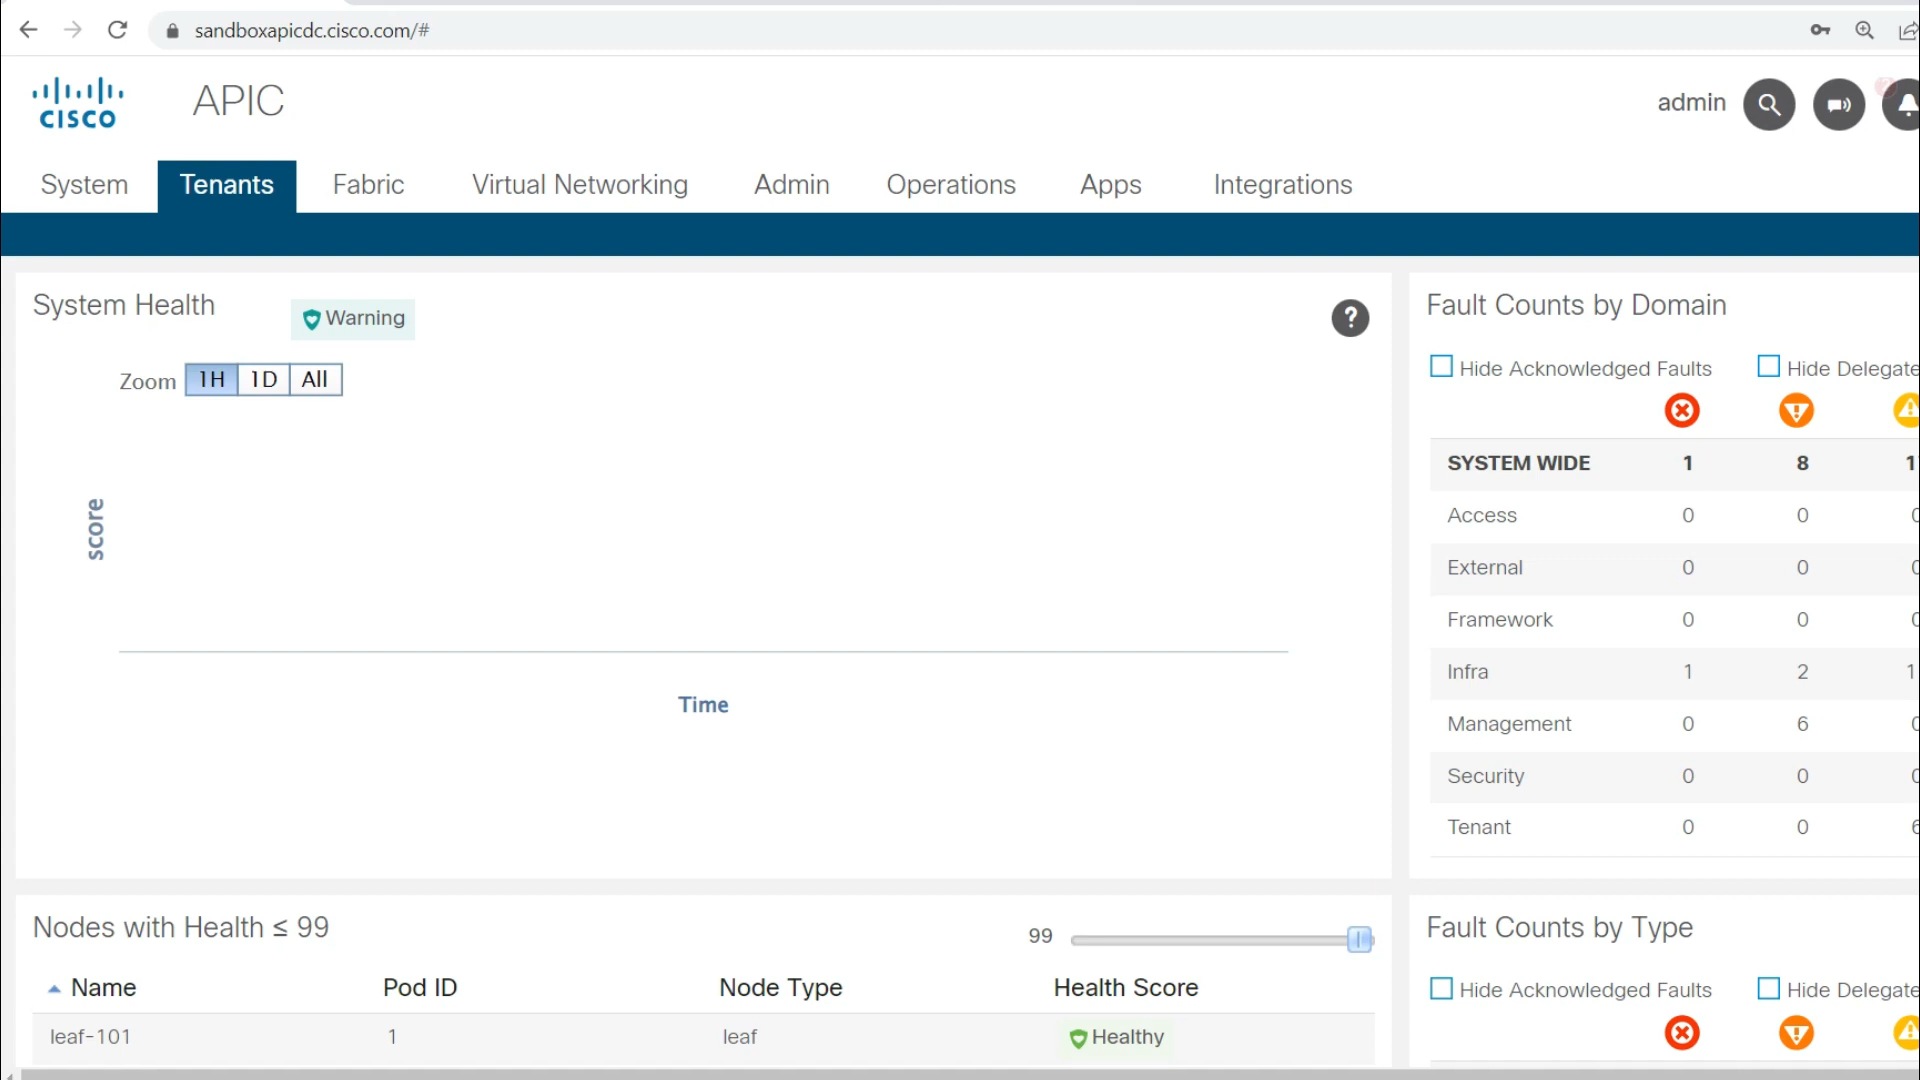 sandboxapicdc.cisco.com/#
CISCO
APIC
admin
System Tenants Fabric Virtual Networking Admin Operations Apps Integrations
System Health
Warning
?
Zoom 1H 1D All
score
Time
Fault Counts by Domain
Hide Acknowledged Faults Hide Delegate
SYSTEM WIDE 1 8 1
Access 0 0
External 0 0
Framework 0 0
Infra 1 2 1
Management 0 6
Security 0 0
Tenant 0 0
Nodes with Health ≤ 99
99
Name Pod ID Node Type Health Score
leaf-101 1 leaf Healthy
Fault Counts by Type
Hide Acknowledged Faults Hide Delegate